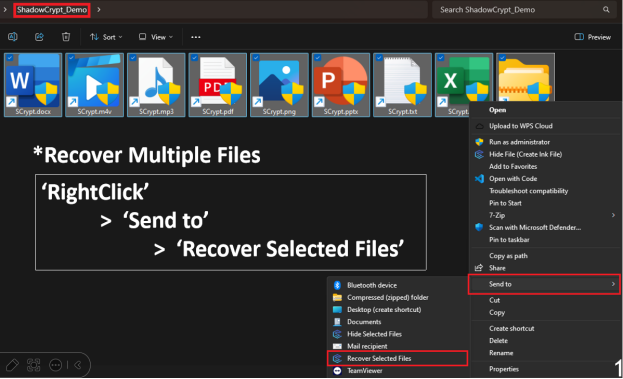 ShadowCrypt_Demo
Search ShadowCrypt_Demo
Sort
View
Preview
W
PDF
P
X
SCrypt.docx
SCrypt.m4v
SCrypt.mp3
SCrypt.pdf
SCrypt.png
SCrypt.pptx
SCrypt.txt
*Recover Multiple Files
‘RightClick’
> ‘Send to’
> ‘Recover Selected Files’
Open
Upload to WPS Cloud
Run as administrator
Hide File (Create Ink File)
Add to Favorites
Open with Code
Troubleshoot compatibility
Pin to Start
7-Zip
Scan with Microsoft Defender...
Pin to taskbar
Copy as path
Share
Send to
Cut
Copy
Create shortcut
Delete
Rename
Properties
Bluetooth device
Compressed (zipped) folder
Desktop (create shortcut)
Documents
Hide Selected Files
Mail recipient
Recover Selected Files
TeamViewer
1